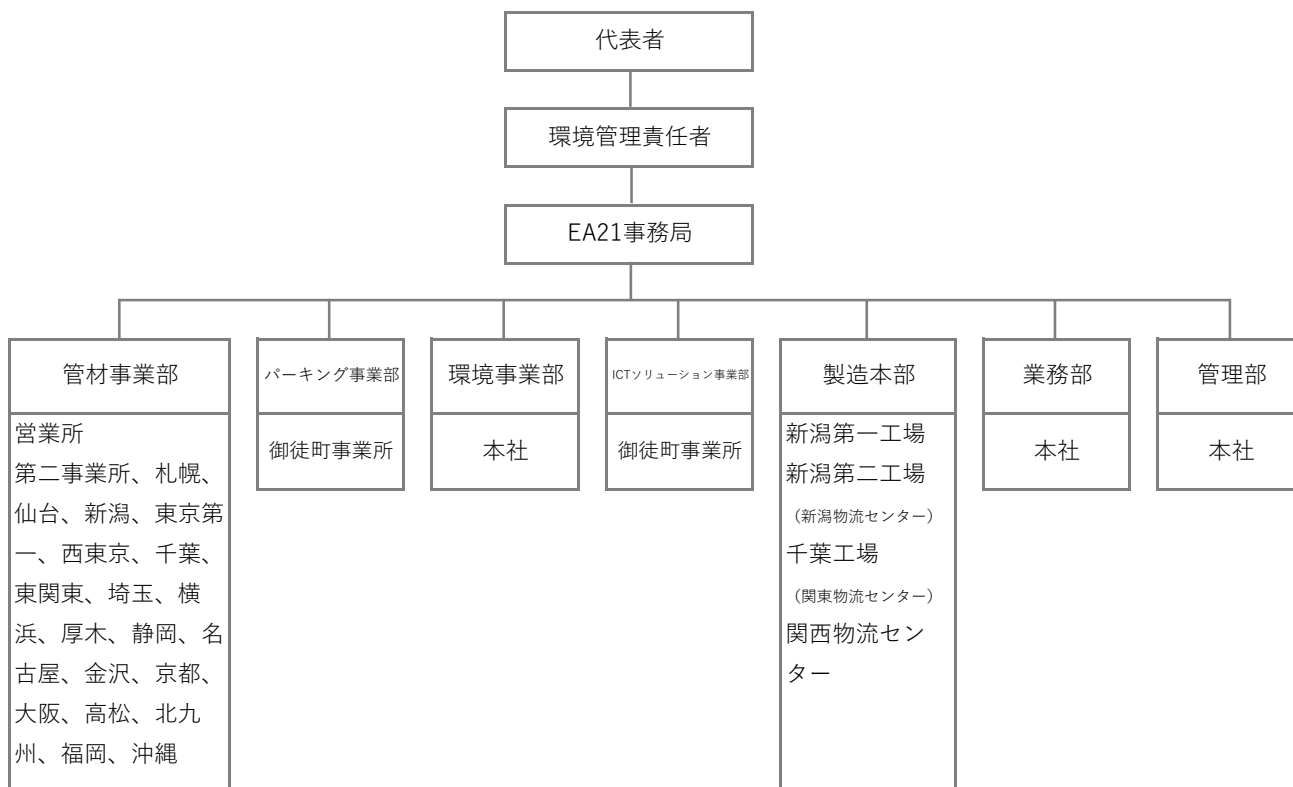 代表者
環境管理責任者
EA21事務局
管材事業部
営業所
第二事業所、札幌、
仙台、新潟、東京第
一、西東京、千葉、
東関東、埼玉、横
浜、厚木、静岡、名
古屋、金沢、京都、
大阪、高松、北九
州、福岡、沖縄
パーキング事業部
御徒町事業所
環境事業部
本社
ICTソリューション事業部
御徒町事業所
製造本部
新潟第一工場
新潟第二工場
（新潟物流センター）
千葉工場
（関東物流センター）
関西物流セン
ター
業務部
本社
管理部
本社